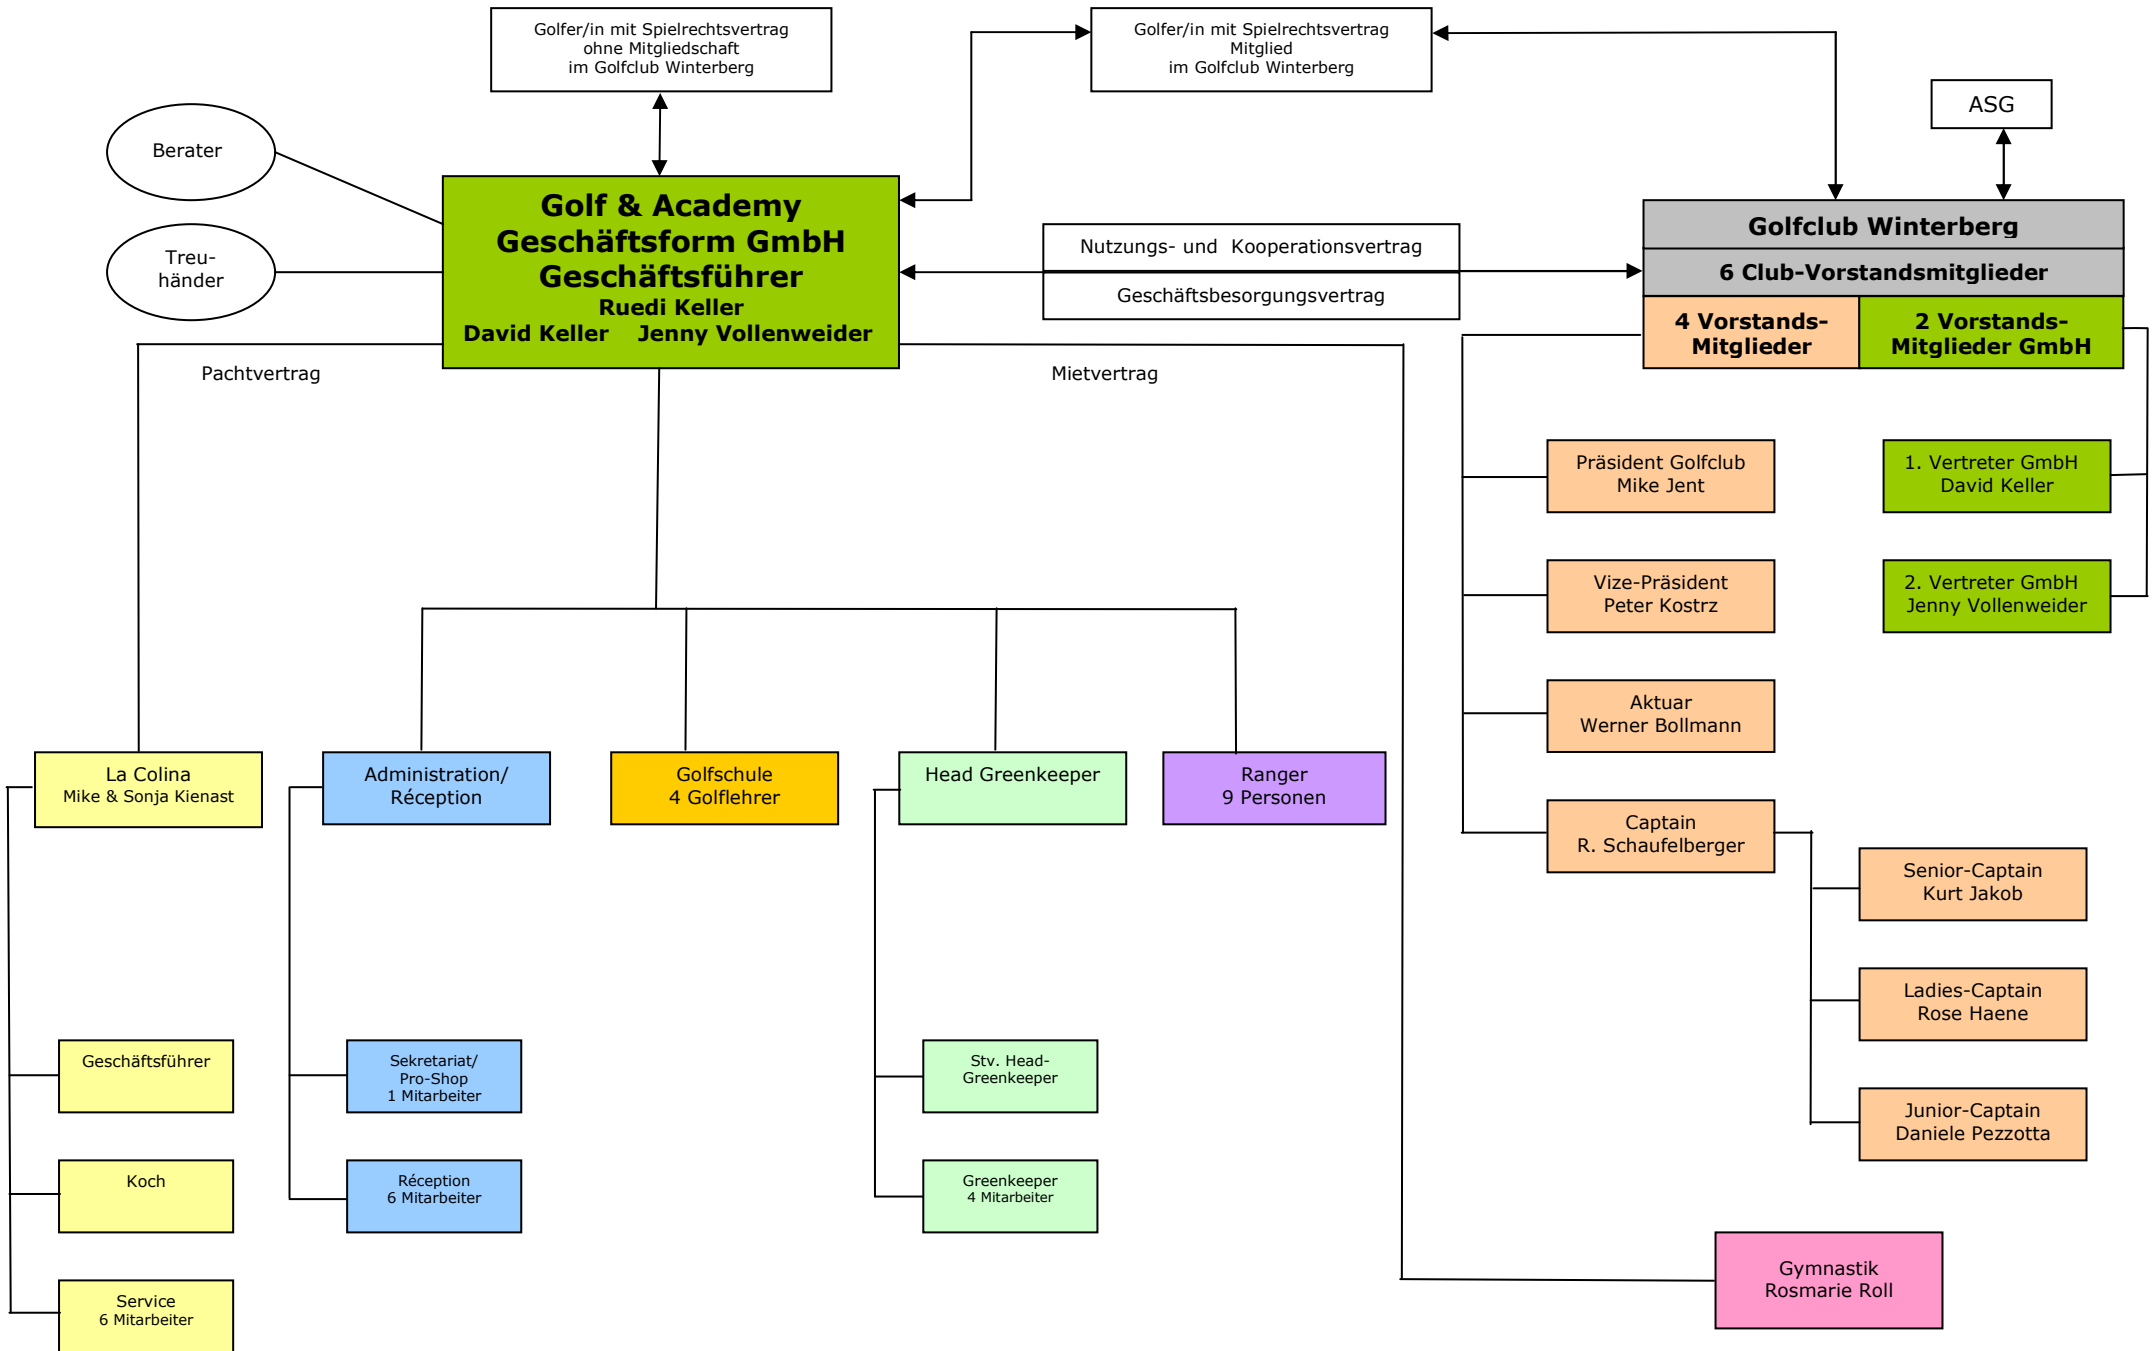 Golfer/in mit Spielrechtsvertrag
ohne Mitgliedschaft
im Golfclub Winterberg
Golfer/in mit Spielrechtsvertrag
Mitglied
im Golfclub Winterberg
ASG
Berater
Treu-
händer
Golf & Academy
Geschäftsform GmbH
Geschäftsführer
Ruedi Keller
David Keller Jenny Vollenweider
Nutzungs- und Kooperationsvertrag
Geschäftsbesorgungsvertrag
Golfclub Winterberg
6 Club-Vorstandsmitglieder
4 Vorstands-
Mitglieder
2 Vorstands-
Mitglieder GmbH
Pachtvertrag
Mietvertrag
Präsident Golfclub
Mike Jent
1. Vertreter GmbH
David Keller
Vize-Präsident
Peter Kostrz
2. Vertreter GmbH
Jenny Vollenweider
Aktuar
Werner Bollmann
La Colina
Mike & Sonja Kienast
Administration/
Réception
Golfschule
4 Golflehrer
Head Greenkeeper
Ranger
9 Personen
Captain
R. Schaufelberger
Senior-Captain
Kurt Jakob
Ladies-Captain
Rose Haene
Junior-Captain
Daniele Pezzotta
Geschäftsführer
Sekretariat/
Pro-Shop
1 Mitarbeiter
Stv. Head-
Greenkeeper
Koch
Réception
6 Mitarbeiter
Greenkeeper
4 Mitarbeiter
Service
6 Mitarbeiter
Gymnastik
Rosmarie Roll